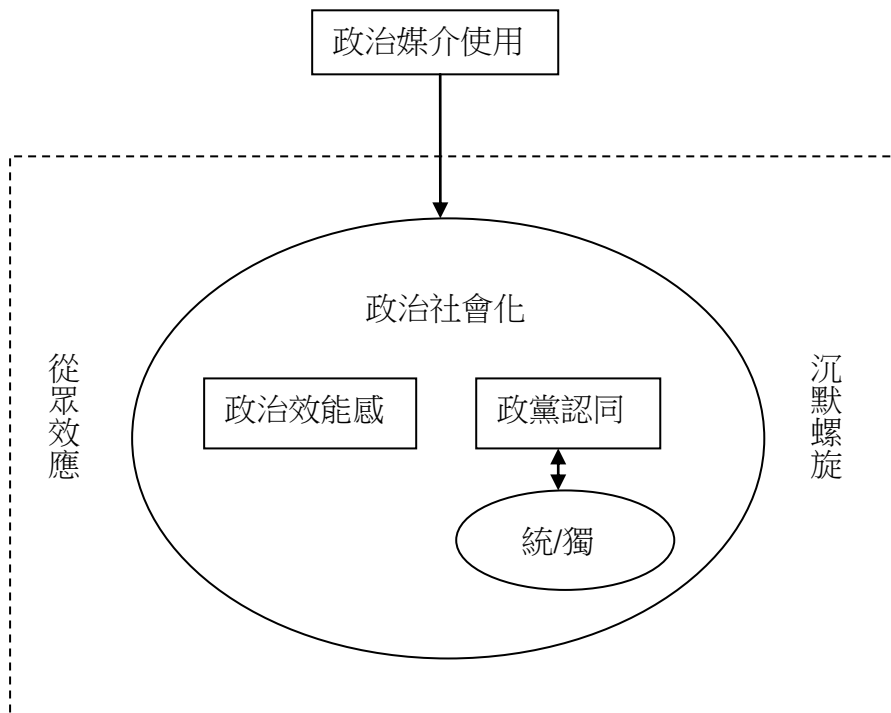 政治媒介使用
政治社會化
從眾效應
沉默螺旋
政治效能感
政黨認同
統/獨